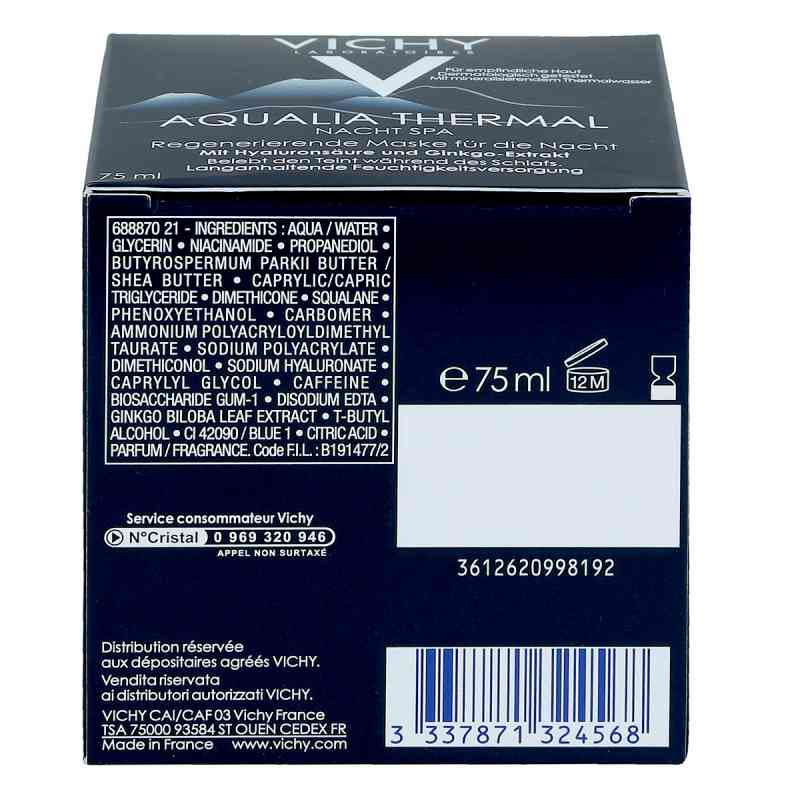 VICHY
LABORATOIRES
Für empfindliche Haut
Dermatologisch getestet
Mit mineralisierendem Thermalwasser
AQUALIA THERMAL
NACHT SPA
Regenerierende Maske für die Nacht
Mit Hyaluronsäure und Ginkgo-Extrakt
Belebt den Teint während des Schlafs.
Langanhaltende Feuchtigkeitsversorgung
75 ml
688870 21 - INGREDIENTS : AQUA / WATER •
GLYCERIN • NIACINAMIDE • PROPANEDIOL •
BUTYROSPERMUM PARKII BUTTER /
SHEA BUTTER • CAPRYLIC/CAPRIC
TRIGLYCERIDE • DIMETHICONE • SQUALANE •
PHENOXYETHANOL • CARBOMER •
AMMONIUM POLYACRYLOYLDIMETHYL
TAURATE • SODIUM POLYACRYLATE •
DIMETHICONOL • SODIUM HYALURONATE •
CAPRYLYL GLYCOL • CAFFEINE •
BIOSACCHARIDE GUM-1 • DISODIUM EDTA •
GINKGO BILOBA LEAF EXTRACT • T-BUTYL
ALCOHOL • CI 42090 / BLUE 1 • CITRIC ACID •
PARFUM / FRAGRANCE. Code F.I.L. : B191477/2
℮ 75 ml
12 M
Service consommateur Vichy
N°Cristal 0 969 320 946
APPEL NON SURTAXÉ
3612620998192
Distribution réservée
aux dépositaires agréés VICHY.
Vendita riservata
ai distributori autorizzati VICHY.
VICHY CAI/CAF 03 Vichy France
TSA 75000 93584 ST OUEN CEDEX FR
Made in France www.vichy.com
3 337871 324568